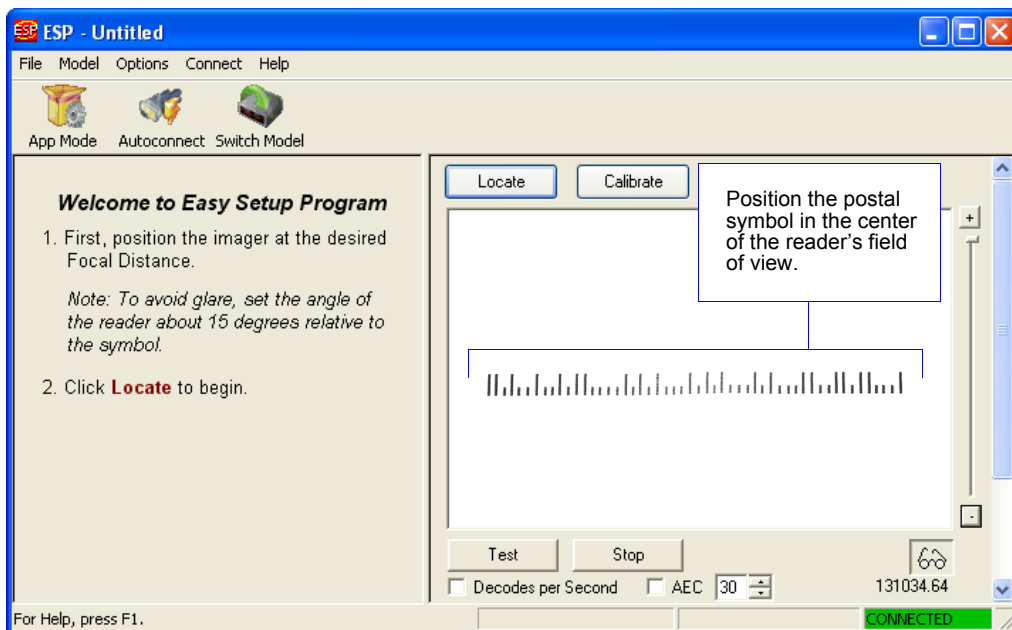 ESP
ESP - Untitled
File Model Options Connect Help
App Mode Autoconnect Switch Model
Welcome to Easy Setup Program
1. First, position the imager at the desired
Focal Distance.
Note: To avoid glare, set the angle of
the reader about 15 degrees relative to
the symbol.
2. Click Locate to begin.
Locate Calibrate
Position the postal
symbol in the center
of the reader's field
of view.
+
-
Test Stop
Decodes per Second AEC 30 131034.64
For Help, press F1. CONNECTED